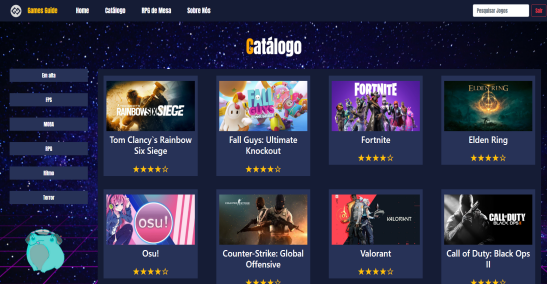 Games Guide
Home
Catálogo
RPG de Mesa
Sobre Nós
Pesquisar Jogos
Sair
Catálogo
Em alta
FPS
MOBA
RPG
Ritmo
Terror
RAINBOW SIX SIEGE
Tom Clancy's Rainbow
Six Siege
★★★★☆
FALL GUYS
Fall Guys: Ultimate
Knockout
★★★★☆
FORTNITE
Fortnite
★★★★☆
ELDEN RING
Elden Ring
★★★★☆
osu!
Osu!
★★★★☆
Counter-Strike: Global
Offensive
★★★★☆
VALORANT
Valorant
★★★★☆
CALL OF DUTY
BLACK OPS II
Call of Duty: Black Ops
II
★★★★☆